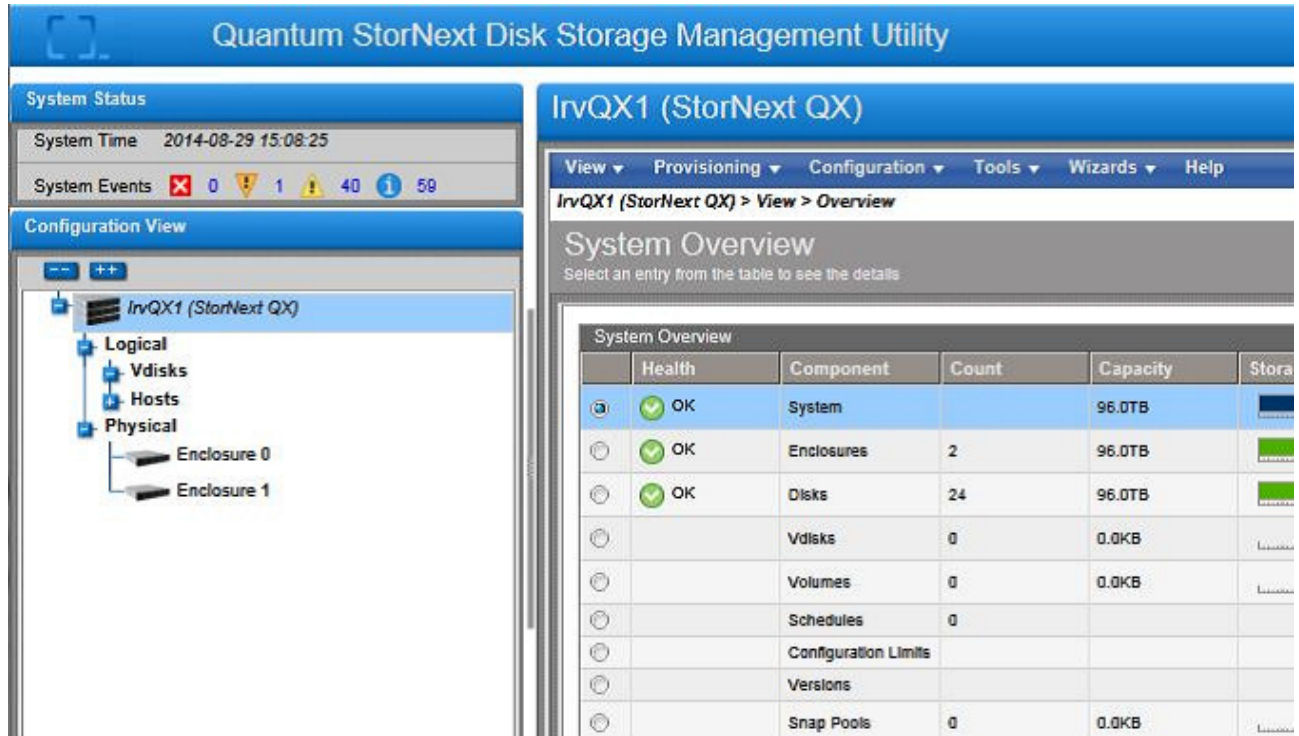 Quantum StorNext Disk Storage Management Utility
System Status
System Time 2014-08-29 15:08:25
System Events 0 1 40 59
Configuration View
IrvQX1 (StorNext QX)
Logical
Vdisks
Hosts
Physical
Enclosure 0
Enclosure 1
IrvQX1 (StorNext QX)
View Provisioning Configuration Tools Wizards Help
IrvQX1 (StorNext QX) > View > Overview
System Overview
Select an entry from the table to see the details
System Overview
Health Component Count Capacity Stora
OK System 96.0TB
OK Enclosures 2 96.0TB
OK Disks 24 96.0TB
Vdisks 0 0.0KB
Volumes 0 0.0KB
Schedules 0
Configuration Limits
Versions
Snap Pools 0 0.0KB